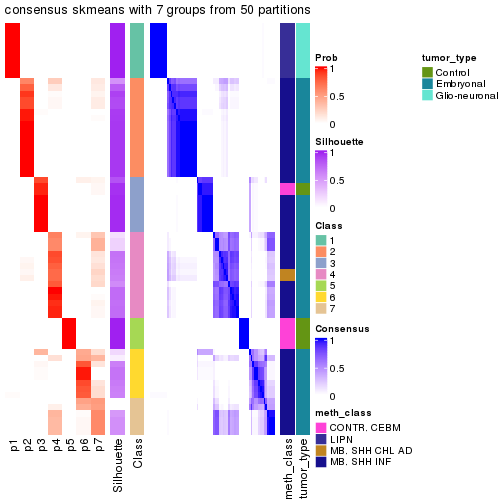 consensus skmeans with 7 groups from 50 partitions
Prob
1
0.5
0
Silhouette
1
0.5
0
Class
1
2
3
4
5
6
7
Consensus
1
0.5
0
meth_class
CONTR. CEBM
LIPN
MB. SHH CHL AD
MB. SHH INF
tumor_type
Control
Embryonal
Glio-neuronal
p1
p2
p3
p4
p5
p6
p7
Silhouette
Class
meth_class
tumor_type